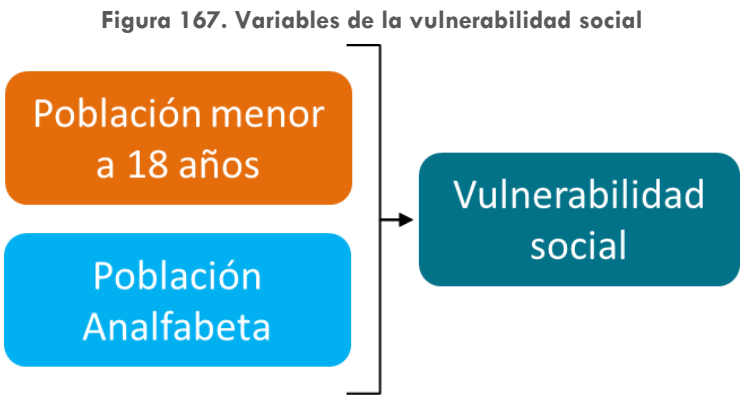 Figura 167. Variables de la vulnerabilidad social
Población menor
a 18 años
Población
Analfabeta
Vulnerabilidad
social